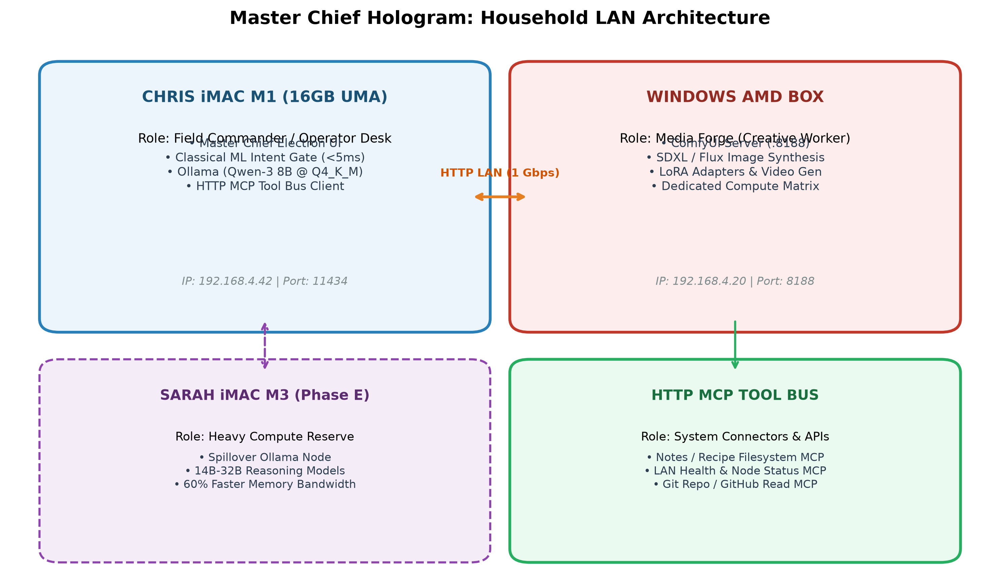 Master Chief Hologram: Household LAN Architecture
CHRIS iMAC M1 (16GB UMA)
Role: Field Commander / Operator Desk
• Master Chief Electron UI
• Classical ML Intent Gate (<5ms)
• Ollama (Qwen-3 8B @ Q4_K_M)
• HTTP MCP Tool Bus Client
IP: 192.168.4.42 | Port: 11434
HTTP LAN (1 Gbps)
WINDOWS AMD BOX
Role: Media Forge (Creative Worker)
• ComfyUI Server (:8188)
• SDXL / Flux Image Synthesis
• LoRA Adapters & Video Gen
• Dedicated Compute Matrix
IP: 192.168.4.20 | Port: 8188
SARAH iMAC M3 (Phase E)
Role: Heavy Compute Reserve
• Spillover Ollama Node
• 14B-32B Reasoning Models
• 60% Faster Memory Bandwidth
HTTP MCP TOOL BUS
Role: System Connectors & APIs
• Notes / Recipe Filesystem MCP
• LAN Health & Node Status MCP
• Git Repo / GitHub Read MCP